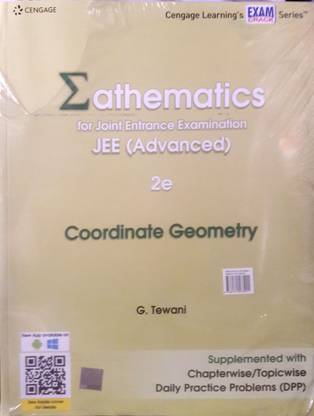 CENGAGE
Cengage Learning's EXAM CRACK Series™
Σathematics
for Joint Entrance Examination
JEE (Advanced)
2e
Coordinate Geometry
G. Tewani
Supplemented with
Chapterwise/Topicwise
Daily Practice Problems (DPP)